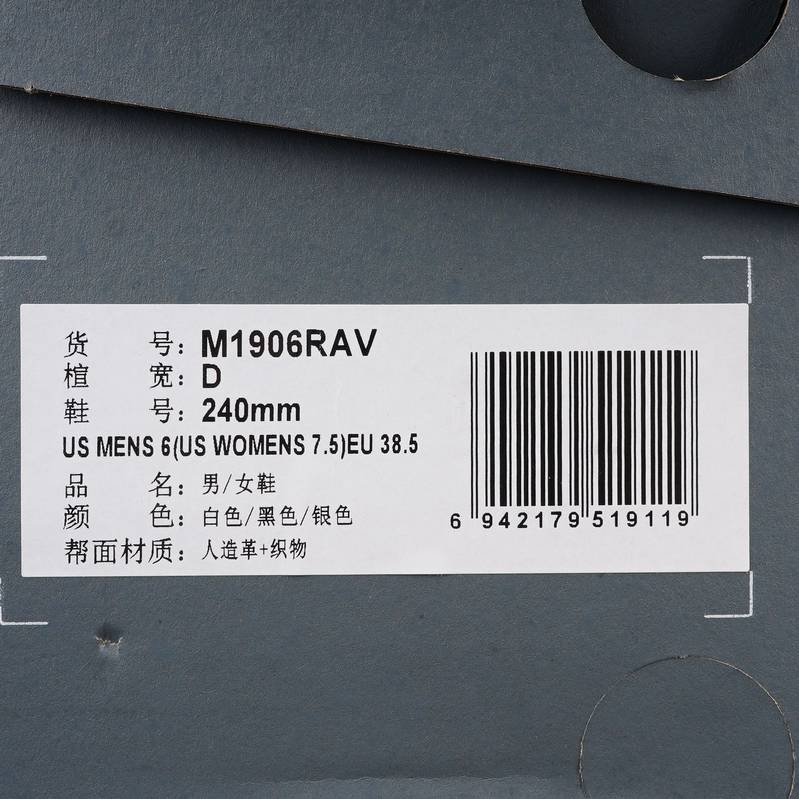 货 号：M1906RAV
楦 宽：D
鞋 号：240mm
US MENS 6(US WOMENS 7.5)EU 38.5
品 名：男/女鞋
颜 色：白色/黑色/银色
帮面材质：人造革+织物
6 942179 519119